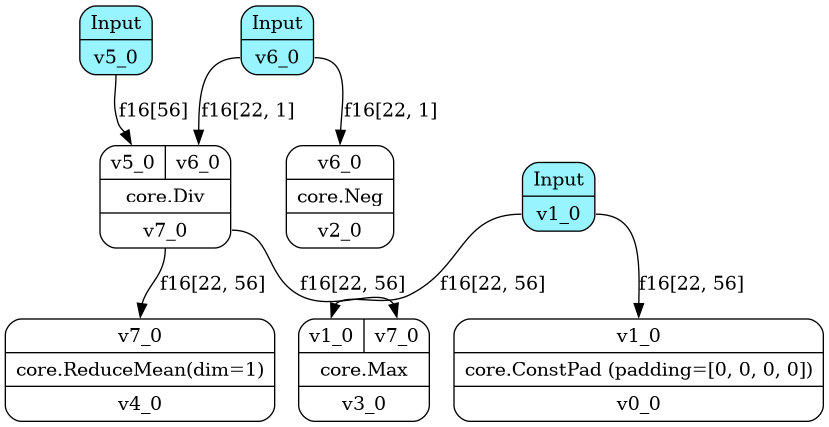 Input
v5_0
Input
v6_0
f16[56]
f16[22, 1]
f16[22, 1]
v5_0
v6_0
core.Div
v7_0
v6_0
core.Neg
v2_0
Input
v1_0
f16[22, 56]
f16[22, 56]
f16[22, 56]
f16[22, 56]
v7_0
core.ReduceMean(dim=1)
v4_0
v1_0
v7_0
core.Max
v3_0
v1_0
core.ConstPad (padding=[0, 0, 0, 0])
v0_0